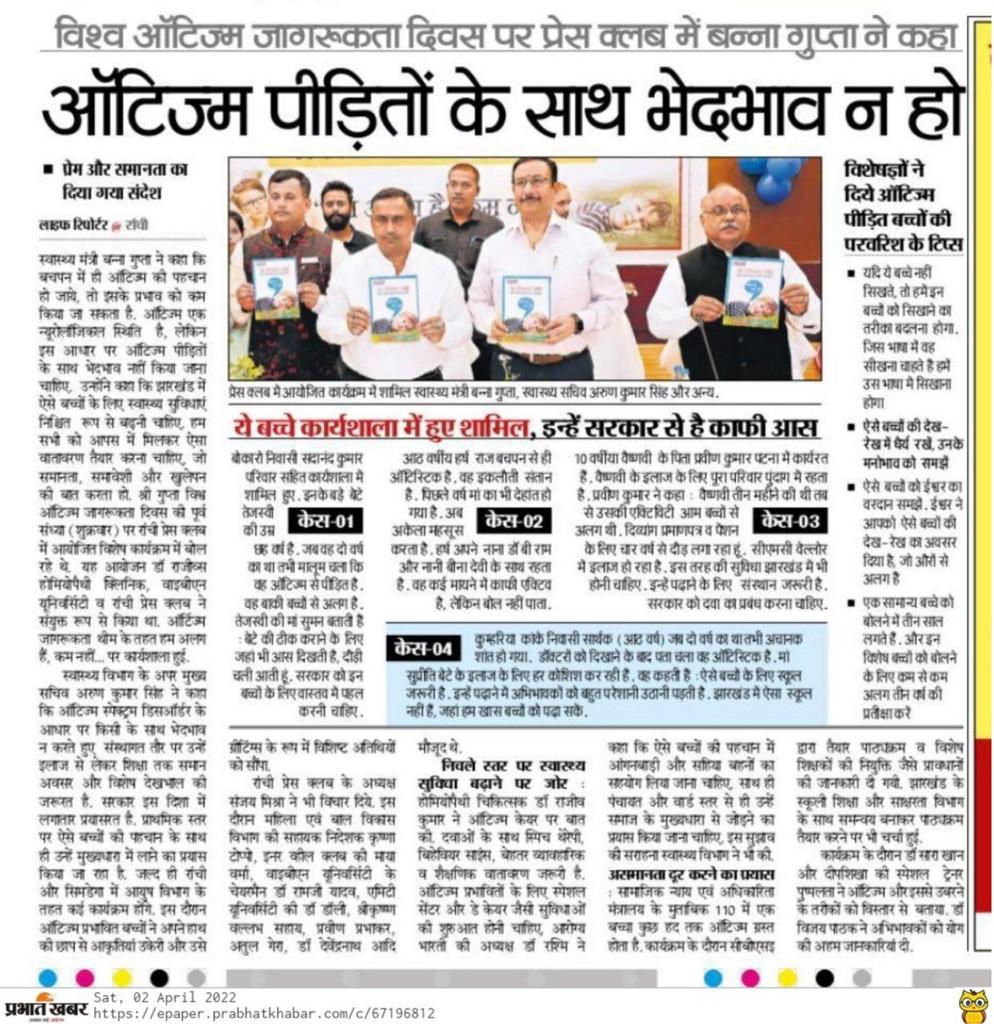 विश्व ऑटिज्म जागरूकता दिवस पर प्रेस क्लब में बन्ना गुप्ता ने कहा
ऑटिज्म पीड़ितों के साथ भेदभाव न हो
■ प्रेम और समानता का
दिया गया संदेश
लाइफ रिपोर्टर @ रांची
स्वास्थ्य मंत्री बन्ना गुप्ता ने कहा कि
बचपन में ही ऑटिज्म की पहचान
हो जाये, तो इसके प्रभाव को कम
किया जा सकता है. ऑटिज्म एक
न्यूरोलॉजिकल स्थिति है, लेकिन
इस आधार पर ऑटिज्म पीड़ितों
के साथ भेदभाव नहीं किया जाना
चाहिए. उन्होंने कहा कि झारखंड में
ऐसे बच्चों के लिए स्वास्थ्य सुविधाएं
निश्चित रूप से बढ़नी चाहिए. हम
सभी को आपस में मिलकर ऐसा
वातावरण तैयार करना चाहिए, जो
समानता, समावेशी और खुलेपन
की बात करता हो. श्री गुप्ता विश्व
ऑटिज्म जागरूकता दिवस की पूर्व
संध्या (शुक्रवार) पर रांची प्रेस क्लब
में आयोजित विशेष कार्यक्रम में बोल
रहे थे. यह आयोजन डॉ राजीव्स
होमियोपैथी क्लिनिक, वाइबीएन
यूनिवर्सिटी व रांची प्रेस क्लब ने
संयुक्त रूप से किया था. ऑटिज्म
जागरूकता थीम के तहत हम अलग
हैं, कम नहीं... पर कार्यशाला हुई.
स्वास्थ्य विभाग के अपर मुख्य
सचिव अरुण कुमार सिंह ने कहा
कि ऑटिज्म स्पेक्ट्रम डिसऑर्डर के
आधार पर किसी के साथ भेदभाव
न करते हुए संस्थागत तौर पर उन्हें
इलाज से लेकर शिक्षा तक समान
अवसर और विशेष देखभाल की
जरूरत है. सरकार इस दिशा में
लगातार प्रयासरत है. प्राथमिक स्तर
पर ऐसे बच्चों की पहचान के साथ
ही उन्हें मुख्यधारा में लाने का प्रयास
किया जा रहा है. जल्द ही रांची
और सिमडेगा में आयुष विभाग के
तहत कई कार्यक्रम होंगे. इस दौरान
ऑटिज्म प्रभावित बच्चों ने अपने हाथ
की छाप से आकृतियां उकेरी और उसे
प्रेस क्लब में आयोजित कार्यक्रम में शामिल स्वास्थ्य मंत्री बन्ना गुप्ता, स्वास्थ्य सचिव अरुण कुमार सिंह और अन्य.
ये बच्चे कार्यशाला में हुए शामिल, इन्हें सरकार से है काफी आस
बोकारो निवासी सदानंद कुमार
परिवार सहित कार्यशाला में
शामिल हुए. इनके बड़े बेटे
तेजस्वी
की उम्र
केस-01
छह वर्ष है. जब वह दो वर्ष
का था तभी मालूम चला कि
वह ऑटिज्म से पीड़ित है.
वह बाकी बच्चों से अलग है.
तेजस्वी की मां सुमन बताती है
: बेटे की ठीक कराने के लिए
जहां भी आस दिखती है, दौड़ी
चली आती हूं. सरकार को इन
बच्चों के लिए वास्तव में पहल
करनी चाहिए.
आठ वर्षीय हर्ष राज बचपन से ही
ऑटिस्टिक है. वह इकलौती संतान
है. पिछले वर्ष मां का भी देहांत हो
गया है. अब
अकेला महसूस
केस-02
करता है. हर्ष अपने नाना डॉ बी राम
और नानी बीना देवी के साथ रहता
है. वह कई मायने में काफी एक्टिव
है, लेकिन बोल नहीं पाता.
10 वर्षीया वैष्णवी के पिता प्रवीण कुमार पटना में कार्यरत
है. वैष्णवी के इलाज के लिए पूरा परिवार पुंदाग में रहता
है. प्रवीण कुमार ने कहा : वैष्णवी तीन महीने की थी तब
से उसकी एक्टिविटी आम बच्चों से
अलग थी. दिव्यांग प्रमाणपत्र व पेंशन
केस-03
के लिए चार वर्ष से दौड़ लगा रहा हूं. सीएमसी वेल्लोर
में इलाज हो रहा है. इस तरह की सुविधा झारखंड में भी
होनी चाहिए. इन्हें पढ़ाने के लिए संस्थान जरूरी है.
सरकार को दवा का प्रबंध करना चाहिए.
केस-04
कुम्हरिया कांके निवासी सार्थक (आठ वर्ष) जब दो वर्ष का था तभी अचानक
शांत हो गया. डॉक्टरों को दिखाने के बाद पता चला वह ऑटिस्टिक है. मां
सुप्रीति बेटे के इलाज के लिए हर कोशिश कर रही है. वह कहती है : ऐसे बच्चों के लिए स्कूल
जरूरी है. इन्हें पढ़ाने में अभिभावकों को बहुत परेशानी उठानी पड़ती है. झारखंड में ऐसा स्कूल
नहीं है, जहां हम खास बच्चों को पढ़ा सकें.
विशेषज्ञों ने
दिये ऑटिज्म
पीड़ित बच्चों की
परवरिश के टिप्स
■ यदि ये बच्चे नहीं
सिखते, तो हमें इन
बच्चों को सिखाने का
तरीका बदलना होगा.
जिस भाषा में वह
सीखना चाहते हैं हमें
उस भाषा में सिखाना
होगा
■ ऐसे बच्चों की देख-
रेख में धैर्य रखें, उनके
मनोभाव को समझें
■ ऐसे बच्चों को ईश्वर का
वरदान समझें. ईश्वर ने
आपको ऐसे बच्चों की
देख-रेख का अवसर
दिया है, जो औरों से
अलग है
■ एक सामान्य बच्चे को
बोलने में तीन साल
लगते हैं. और इन
विशेष बच्चों को बोलने
के लिए कम से कम
अलग तीन वर्ष की
प्रतीक्षा करें
ग्रीटिंग्स के रूप में विशिष्ट अतिथियों
को सौंपा.
रांची प्रेस क्लब के अध्यक्ष
संजय मिश्रा ने भी विचार दिये. इस
दौरान महिला एवं बाल विकास
विभाग की सहायक निदेशक कृष्णा
टोप्पो, इनर व्हील क्लब की माया
वर्मा, वाइबीएन यूनिवर्सिटी के
चेयरमैन डॉ रामजी यादव, एमिटी
यूनिवर्सिटी की डॉ डॉली, श्रीकृष्ण
वल्लभ सहाय, प्रवीण प्रभाकर,
अतुल गेरा, डॉ देवेंद्रनाथ आदि
मौजूद थे.
निचले स्तर पर स्वास्थ्य
सुविधा बढ़ाने पर जोर :
होमियोपैथी चिकित्सक डॉ राजीव
कुमार ने ऑटिज्म केयर पर बात
की. दवाओं के साथ स्पिच थेरेपी,
बिहेवियर साइंस, बेहतर व्यावहारिक
व शैक्षणिक वातावरण जरूरी है.
ऑटिज्म प्रभावितों के लिए स्पेशल
सेंटर और डे केयर जैसी सुविधाओं
की शुरुआत होनी चाहिए. आरोग्य
भारती की अध्यक्ष डॉ रश्मि ने
कहा कि ऐसे बच्चों की पहचान में
आंगनबाड़ी और सहिया बहनों का
सहयोग लिया जाना चाहिए. साथ ही
पंचायत और वार्ड स्तर से ही उन्हें
समाज के मुख्यधारा से जोड़ने का
प्रयास किया जाना चाहिए. इस सुझाव
की सराहना स्वास्थ्य विभाग ने भी की.
असमानता दूर करने का प्रयास
: सामाजिक न्याय एवं अधिकारिता
मंत्रालय के मुताबिक 110 में एक
बच्चा कुछ हद तक ऑटिज्म ग्रस्त
होता है. कार्यक्रम के दौरान सीबीएसइ
द्वारा तैयार पाठ्यक्रम व विशेष
शिक्षकों की नियुक्ति जैसे प्रावधानों
की जानकारी दी गयी. झारखंड के
स्कूली शिक्षा और साक्षरता विभाग
के साथ समन्वय बनाकर पाठ्यक्रम
तैयार करने पर भी चर्चा हुई.
कार्यक्रम के दौरान डॉ सारा खान
और दीपशिखा की स्पेशल ट्रेनर
पुष्पलता ने ऑटिज्म और इससे उबरने
के तरीकों को विस्तार से बताया. डॉ
विजय पाठक ने अभिभावकों को योग
की अहम जानकारियां दी.
प्रभात खबर
Sat, 02 April 2022
https://epaper.prabhatkhabar.com/c/67196812